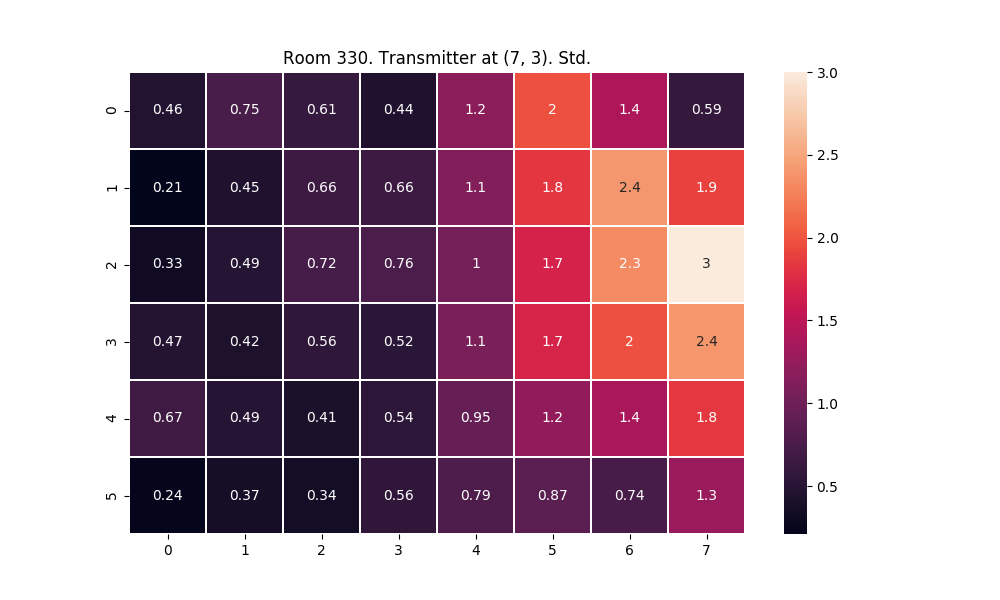 Room 330. Transmitter at (7, 3). Std.
0 0.46 0.75 0.61 0.44 1.2 2 1.4 0.59
1 0.21 0.45 0.66 0.66 1.1 1.8 2.4 1.9
2 0.33 0.49 0.72 0.76 1 1.7 2.3 3
3 0.47 0.42 0.56 0.52 1.1 1.7 2 2.4
4 0.67 0.49 0.41 0.54 0.95 1.2 1.4 1.8
5 0.24 0.37 0.34 0.56 0.79 0.87 0.74 1.3
0 1 2 3 4 5 6 7
3.0
2.5
2.0
1.5
1.0
0.5